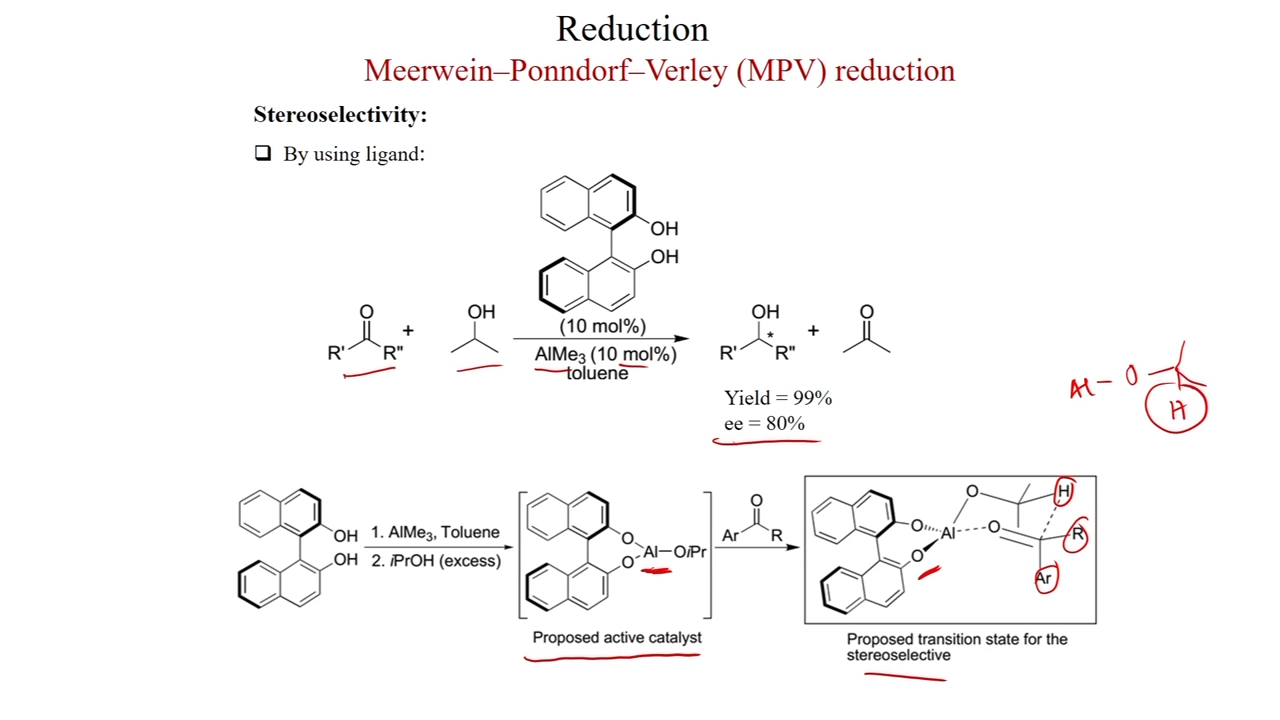 Reduction
Meerwein–Ponndorf–Verley (MPV) reduction
Stereoselectivity:
By using ligand:
OH
OH
O
R' R"
+
OH
(10 mol%)
AlMe3 (10 mol%)
toluene
OH
*
R' R"
+
O
Yield = 99%
ee = 80%
Al – O
H
OH
OH
1. AlMe3, Toluene
2. iPrOH (excess)
O
O
Al–OiPr
O
Ar R
O
O
Al
O
O
H
R
Ar
Proposed active catalyst
Proposed transition state for the
stereoselective